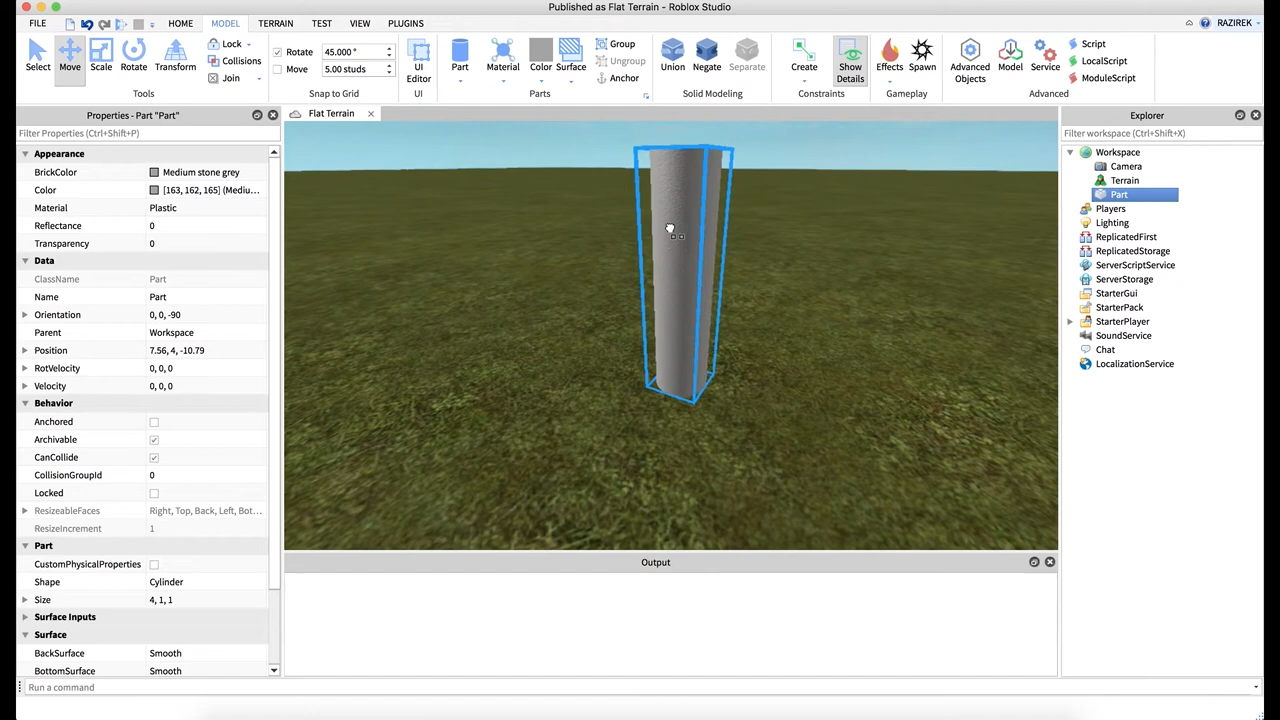 Published as Flat Terrain - Roblox Studio
FILE HOME MODEL TERRAIN TEST VIEW PLUGINS RAZIREK
Select Move Scale Rotate Transform
Lock
Collisions
Join
Tools
Rotate 45.000 °
Move 5.00 studs
Snap to Grid
UI Editor
UI
Part Material Color Surface
Group
Ungroup
Anchor
Parts
Union Negate Separate
Solid Modeling
Create Show Details
Constraints
Effects Spawn
Gameplay
Advanced Objects Model Service
Script
LocalScript
ModuleScript
Advanced
Properties - Part "Part"
Filter Properties (Ctrl+Shift+P)
Appearance
BrickColor Medium stone grey
Color [163, 162, 165] (Mediu...
Material Plastic
Reflectance 0
Transparency 0
Data
ClassName Part
Name Part
Orientation 0, 0, -90
Parent Workspace
Position 7.56, 4, -10.79
RotVelocity 0, 0, 0
Velocity 0, 0, 0
Behavior
Anchored
Archivable
CanCollide
CollisionGroupId 0
Locked
ResizeableFaces Right, Top, Back, Left, Bot...
ResizeIncrement 1
Part
CustomPhysicalProperties
Shape Cylinder
Size 4, 1, 1
Surface Inputs
Surface
BackSurface Smooth
BottomSurface Smooth
Flat Terrain
Output
Explorer
Filter workspace (Ctrl+Shift+X)
Workspace
Camera
Terrain
Part
Players
Lighting
ReplicatedFirst
ReplicatedStorage
ServerScriptService
ServerStorage
StarterGui
StarterPack
StarterPlayer
SoundService
Chat
LocalizationService
Run a command